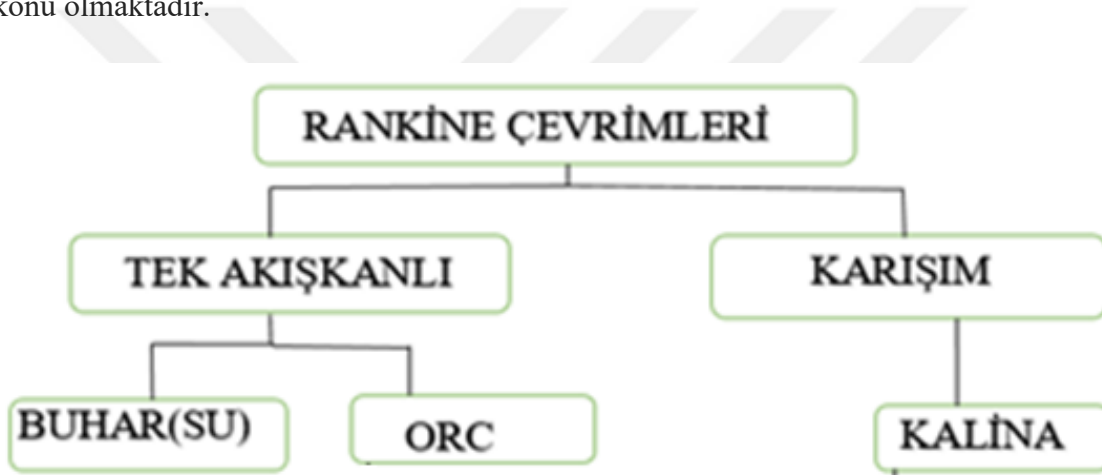 konu olmaktadır.
RANKİNE ÇEVRİMLERİ
TEK AKIŞKANLI
KARIŞIM
BUHAR(SU)
ORC
KALİNA